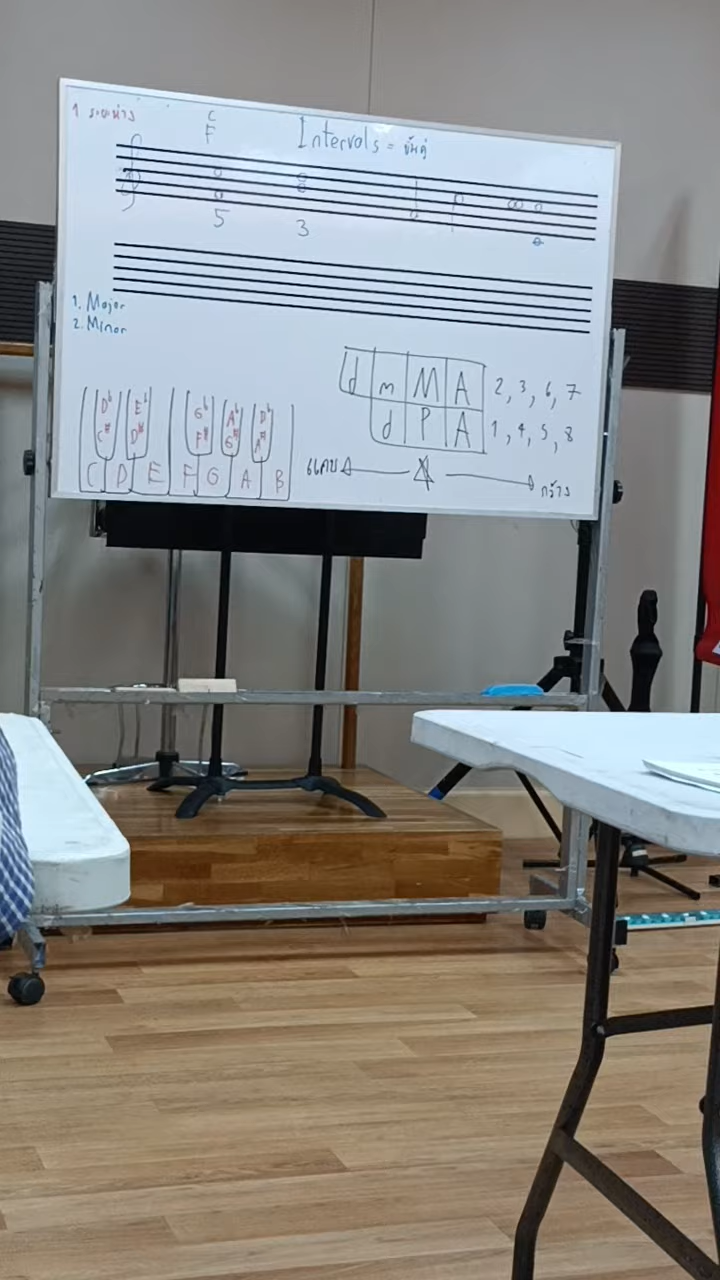 1 ระยะห่าง
C
F
Intervals = ขั้นคู่
5 3
1. Major
2. Minor
d m M A 2, 3, 6, 7
d P A 1, 4, 5, 8
แคบ กว้าง
D♭ E♭ G♭ A♭ D♭
C# D# F# G# A#
C D E F G A B